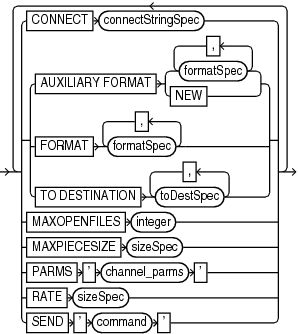 CONNECT connectStringSpec
,
formatSpec
AUXILIARY FORMAT
NEW
,
FORMAT formatSpec
,
TO DESTINATION toDestSpec
MAXOPENFILES integer
MAXPIECESIZE sizeSpec
PARMS ' channel_parms '
RATE sizeSpec
SEND ' command '